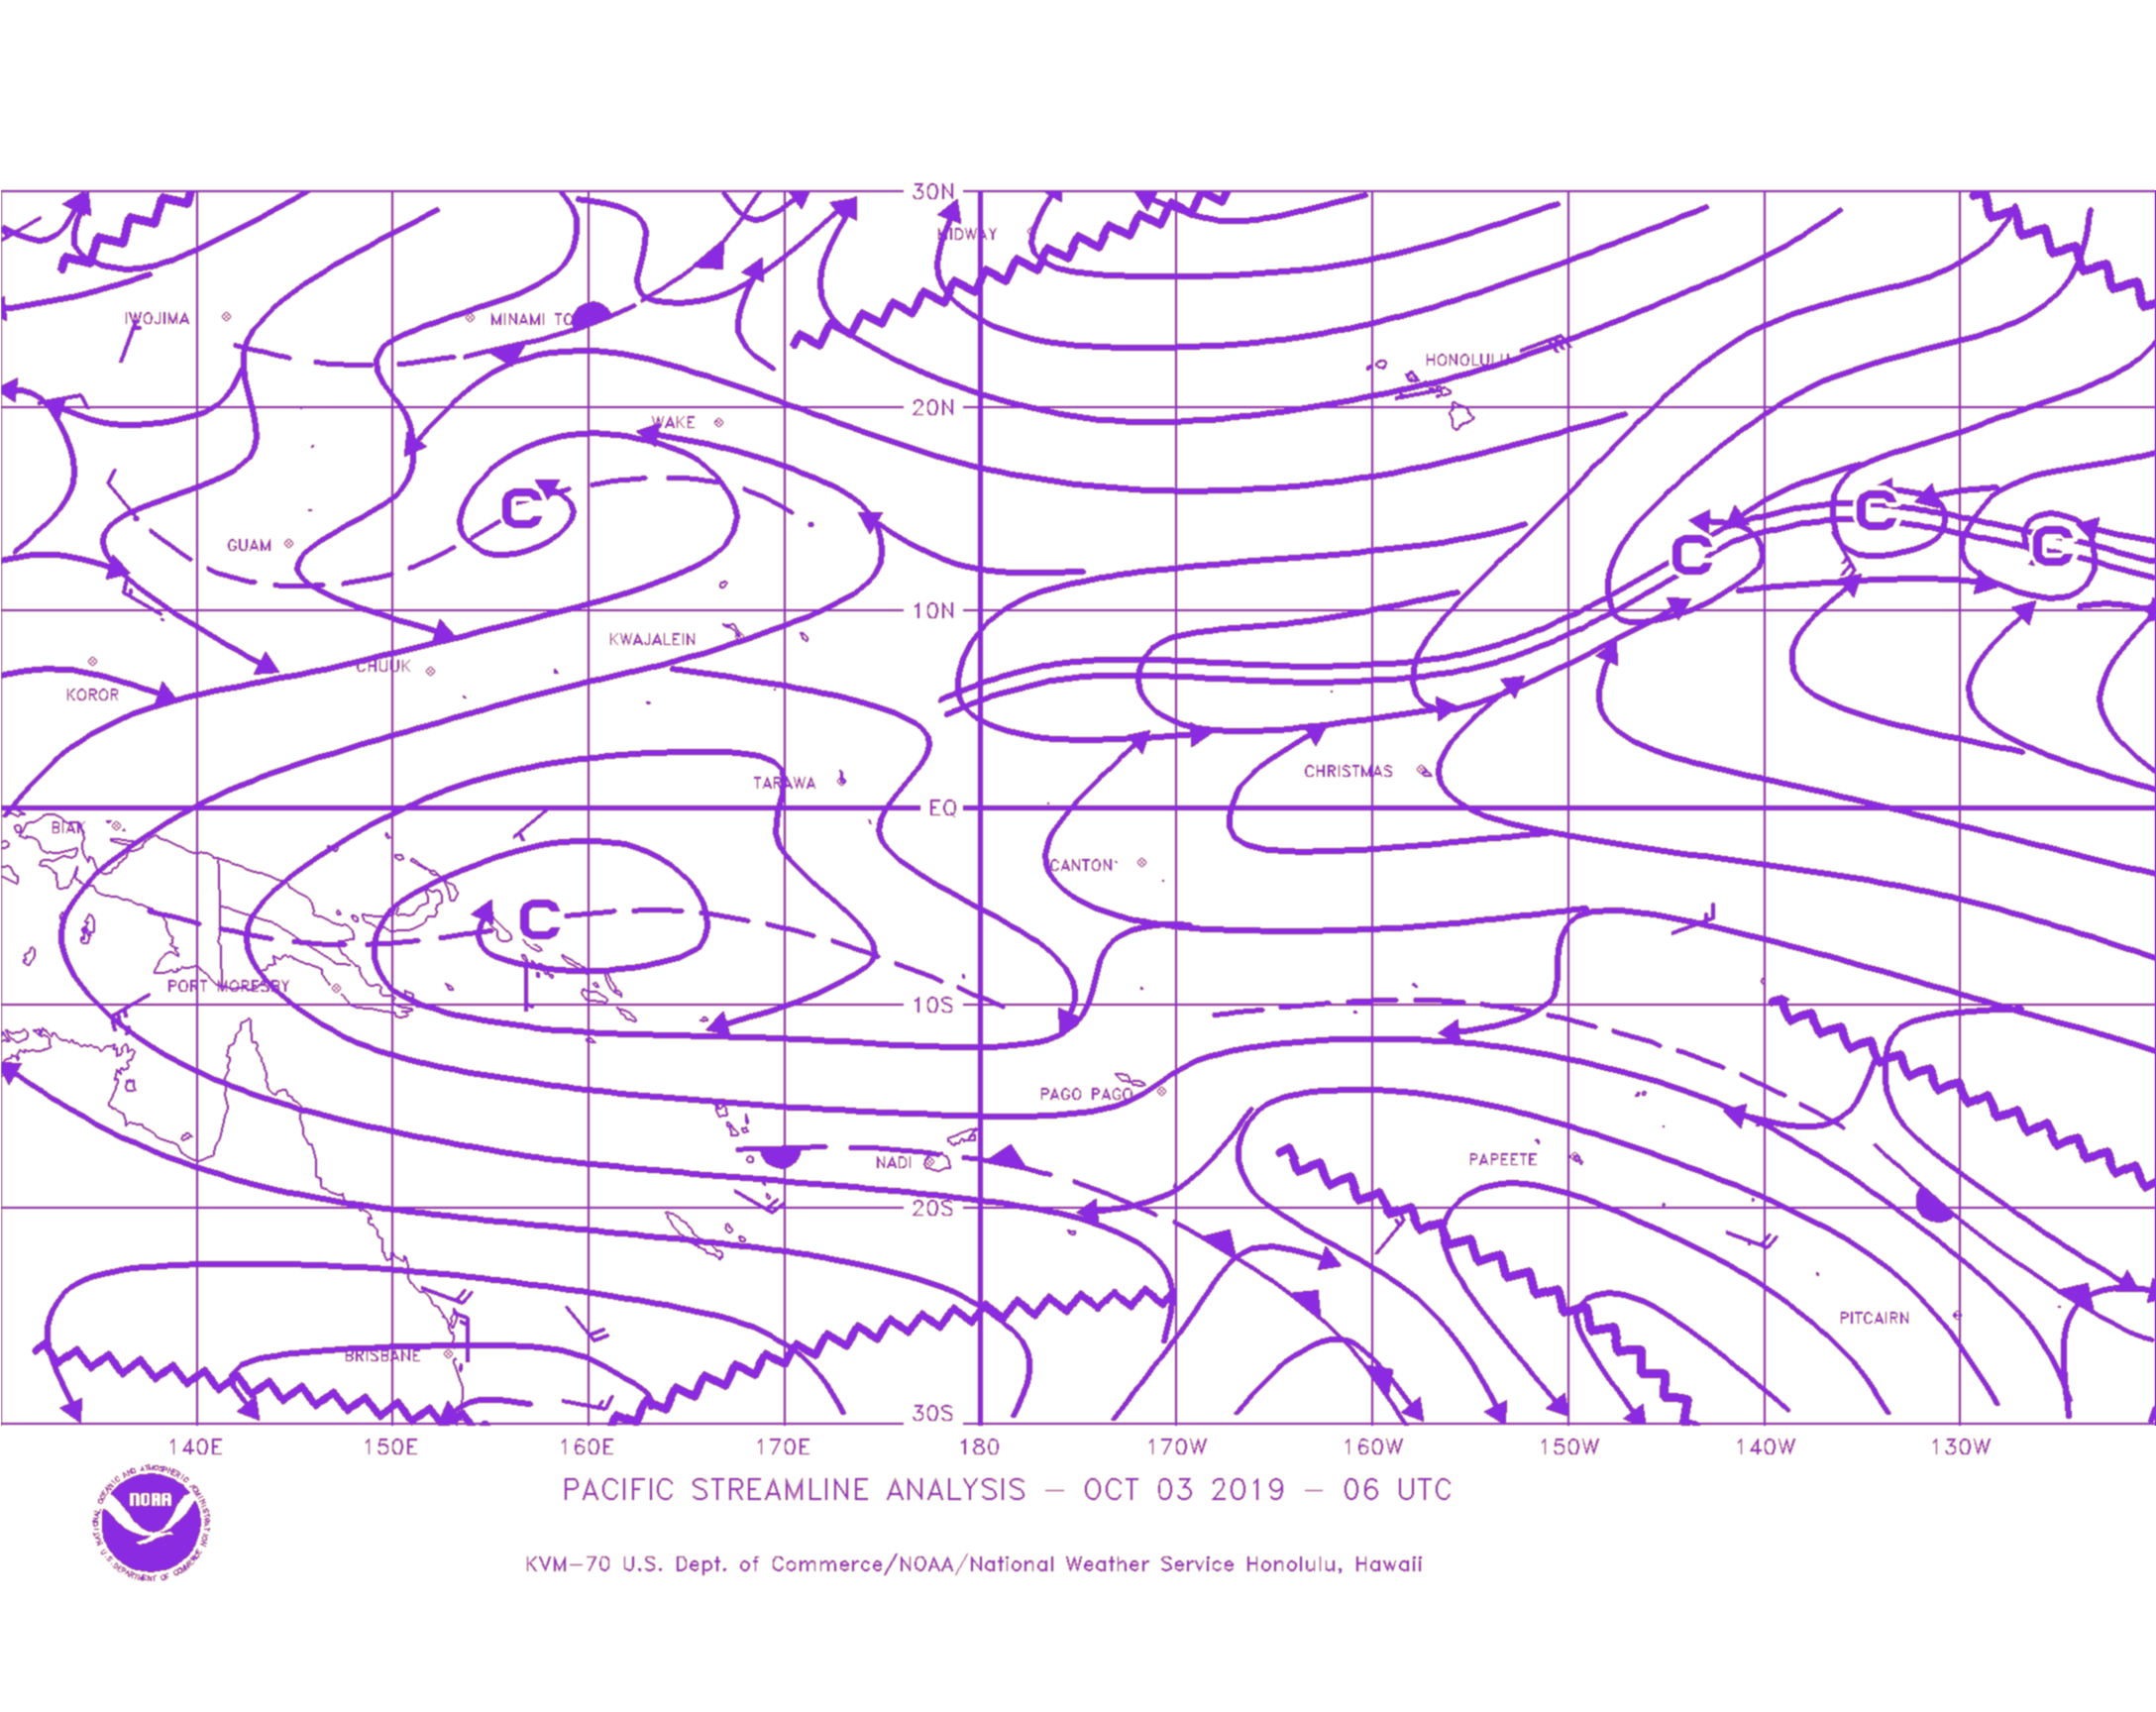 30N
MIDWAY
IWOJIMA
MINAMI TO
HONOLULU
20N
WAKE
C
C
C
C
GUAM
10N
KWAJALEIN
CHUUK
KOROR
CHRISTMAS
TARAWA
EQ
BIAK
CANTON
C
PORT MORESBY
10S
PAGO PAGO
NADI
PAPEETE
20S
PITCAIRN
BRISBANE
30S
140E 150E 160E 170E 180 170W 160W 150W 140W 130W
PACIFIC STREAMLINE ANALYSIS – OCT 03 2019 – 06 UTC
NOAA
NATIONAL OCEANIC AND ATMOSPHERIC ADMINISTRATION
U.S. DEPARTMENT OF COMMERCE
KVM–70 U.S. Dept. of Commerce/NOAA/National Weather Service Honolulu, Hawaii